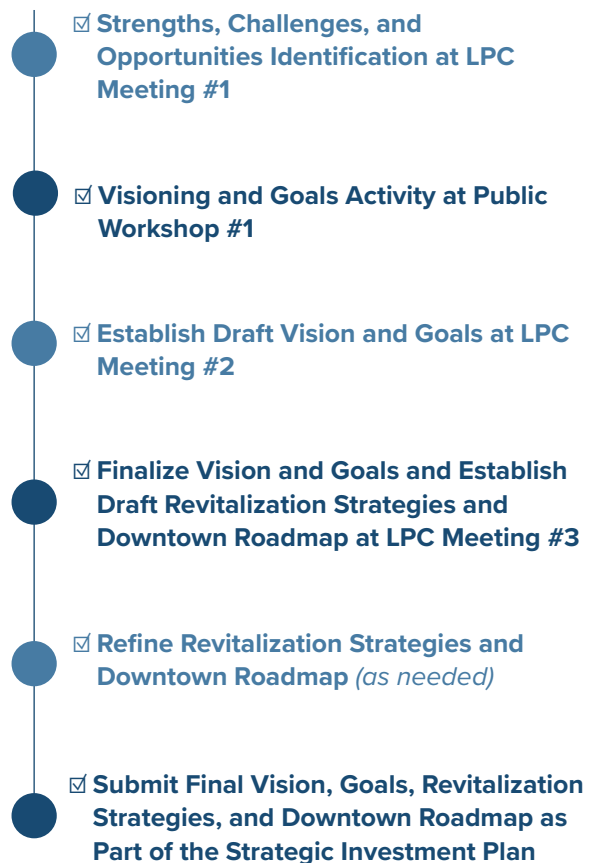 ☑ Strengths, Challenges, and
Opportunities Identification at LPC
Meeting #1
☑ Visioning and Goals Activity at Public
Workshop #1
☑ Establish Draft Vision and Goals at LPC
Meeting #2
☑ Finalize Vision and Goals and Establish
Draft Revitalization Strategies and
Downtown Roadmap at LPC Meeting #3
☑ Refine Revitalization Strategies and
Downtown Roadmap (as needed)
☑ Submit Final Vision, Goals, Revitalization
Strategies, and Downtown Roadmap as
Part of the Strategic Investment Plan